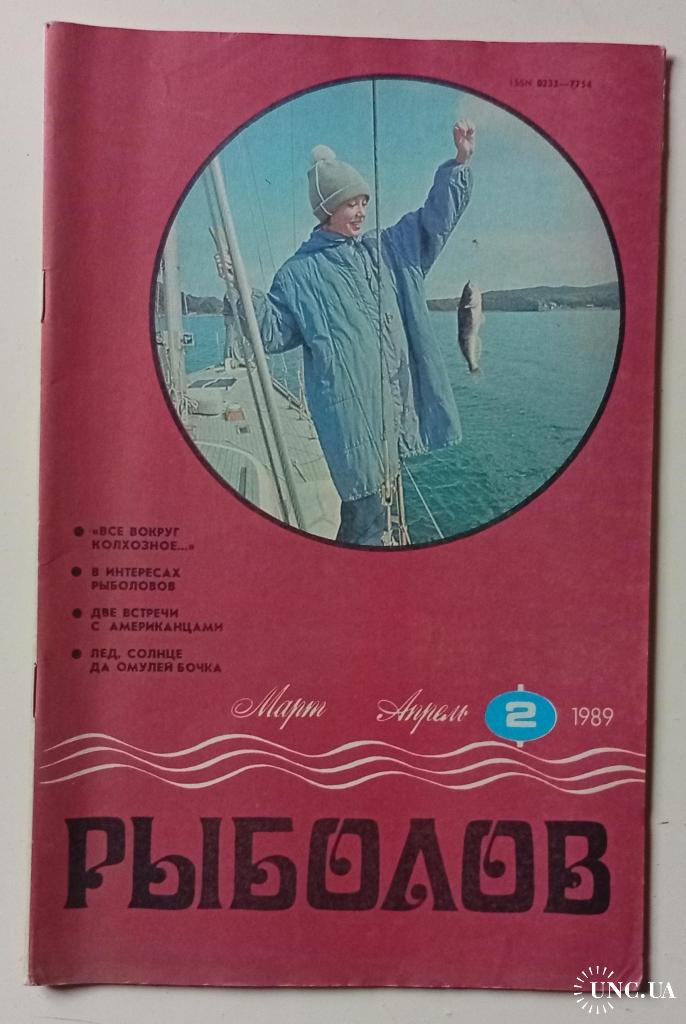 ISSN 0233—7754
● «ВСЕ ВОКРУГ
КОЛХОЗНОЕ...»
● В ИНТЕРЕСАХ
РЫБОЛОВОВ
● ДВЕ ВСТРЕЧИ
С АМЕРИКАНЦАМИ
● ЛЕД, СОЛНЦЕ
ДА ОМУЛЕЙ БОЧКА
Март Апрель 2 1989
РЫБОЛОВ
UNC.UA